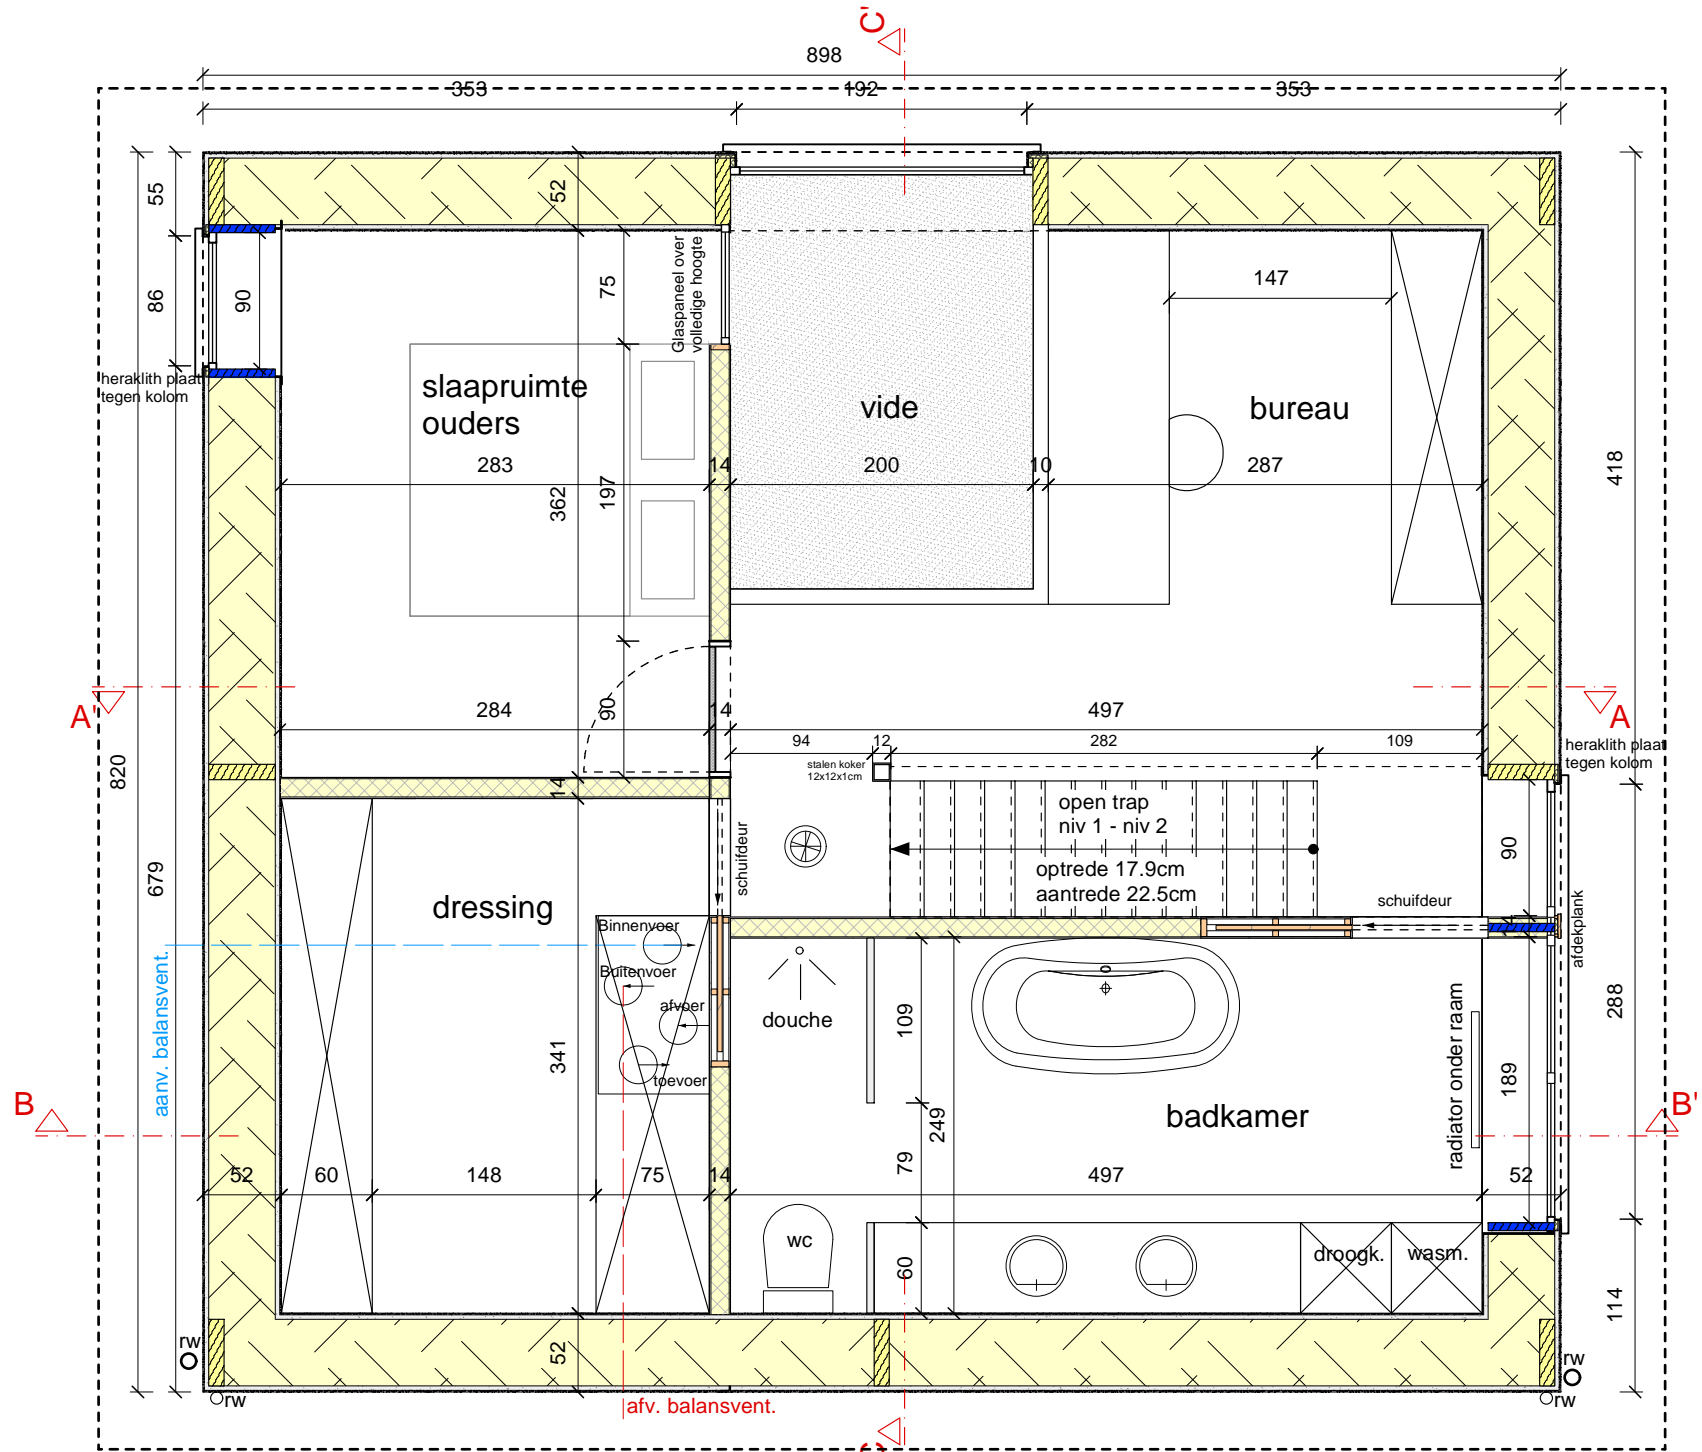 C'
898
353
192
353
55
52
86
90
75
Glaspaneel over
volledige hoogte
147
heraklith plaat
tegen kolom
slaapruimte
ouders
vide
bureau
283
14
200
10
287
362
197
418
A'
284
90
14
497
A
94
12
282
109
stalen koker
12x12x1cm
heraklith plaat
tegen kolom
820
14
open trap
niv 1 - niv 2
optrede 17.9cm
aantrede 22.5cm
90
679
schuifdeur
schuifdeur
dressing
14
afdekplank
Binnenvoer
Buitenvoer
afvoer
toevoer
douche
109
aanv. balansvent.
341
radiator onder raam
189
288
B
249
badkamer
B'
52
60
148
75
14
79
497
52
wc
60
droogk.
wasm.
114
rw
52
rw
rw
rw
afv. balansvent.